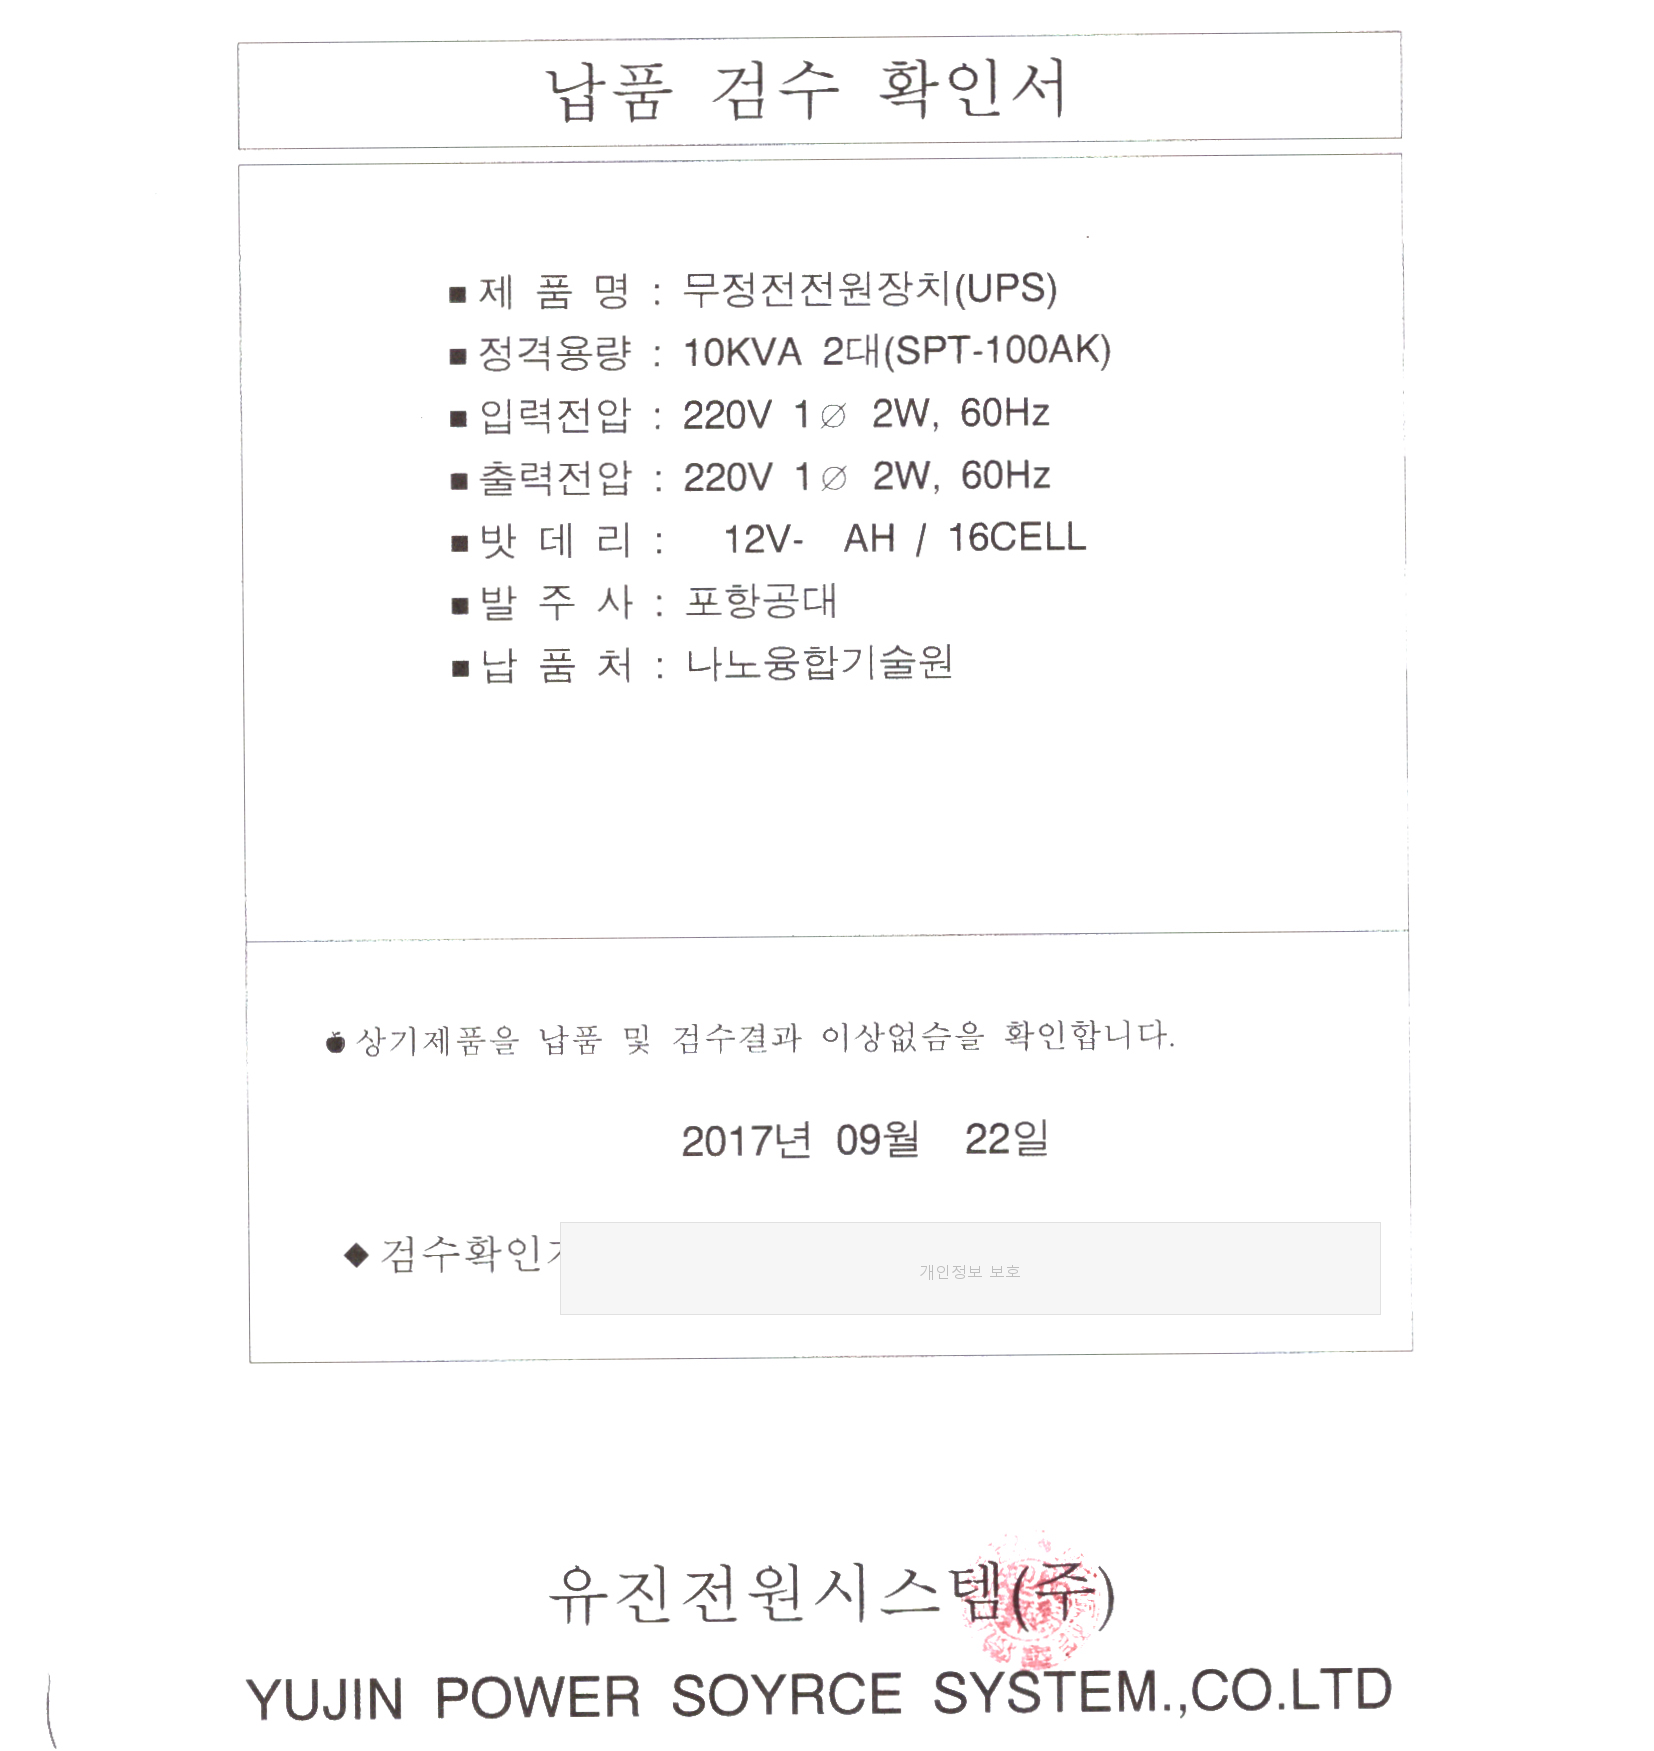 납품 검수 확인서
■ 제 품 명 : 무정전전원장치(UPS)
■ 정격용량 : 10KVA 2대(SPT-100AK)
■ 입력전압 : 220V 1∅ 2W, 60Hz
■ 출력전압 : 220V 1∅ 2W, 60Hz
■ 밧 데 리 : 12V- AH / 16CELL
■ 발 주 사 : 포항공대
■ 납 품 처 : 나노융합기술원
상기제품을 납품 및 검수결과 이상없슴을 확인합니다.
2017년 09월 22일
◆ 검수확인
개인정보 보호
유진전원시스템(주)
YUJIN POWER SOYRCE SYSTEM.,CO.LTD